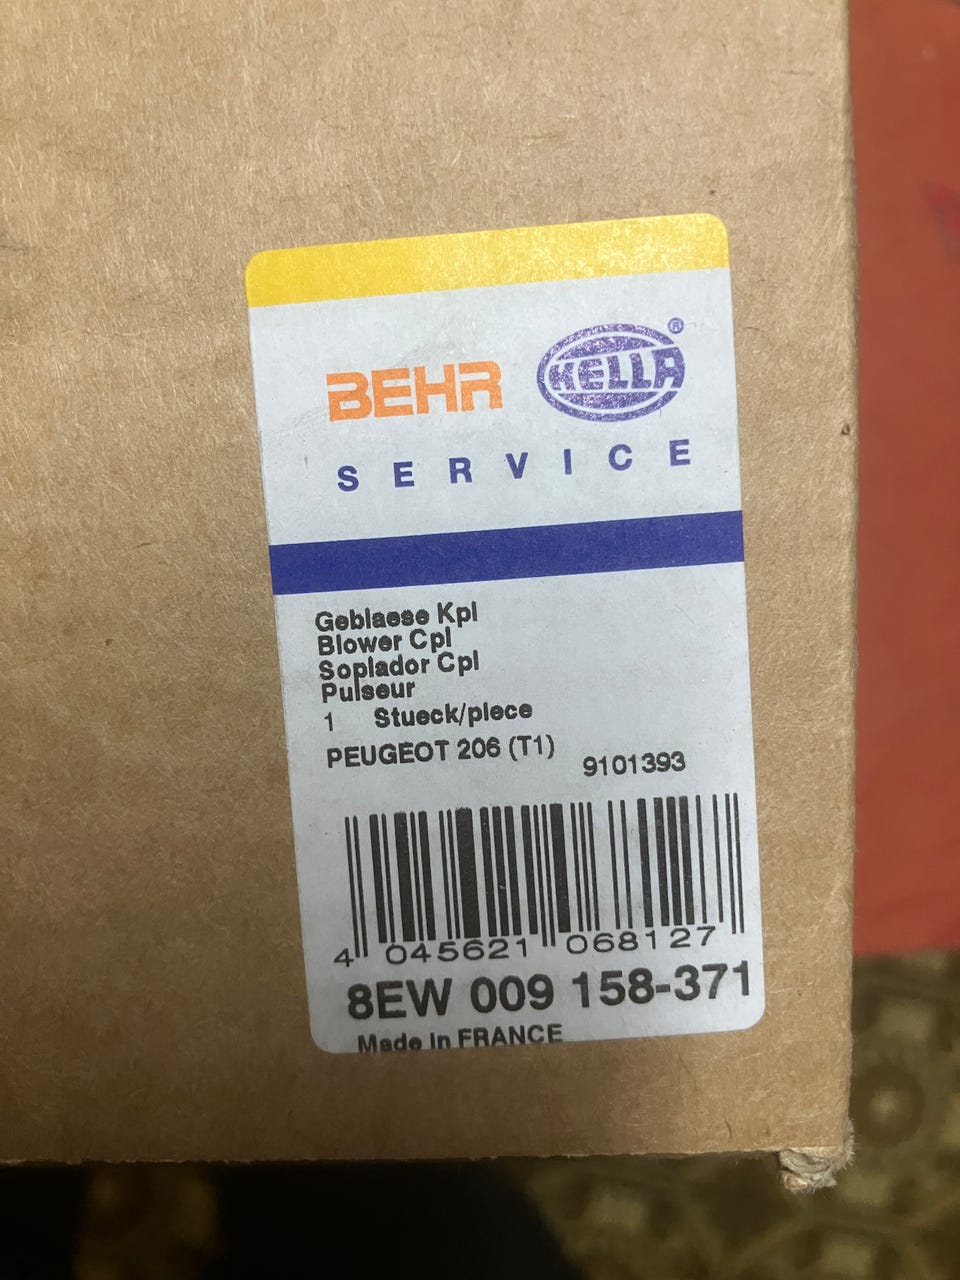 BEHR HELLA ®
SERVICE
Geblaese Kpl
Blower Cpl
Soplador Cpl
Pulseur
1 Stueck/piece
PEUGEOT 206 (T1)
9101393
4 045621 068127
8EW 009 158-371
Made in FRANCE